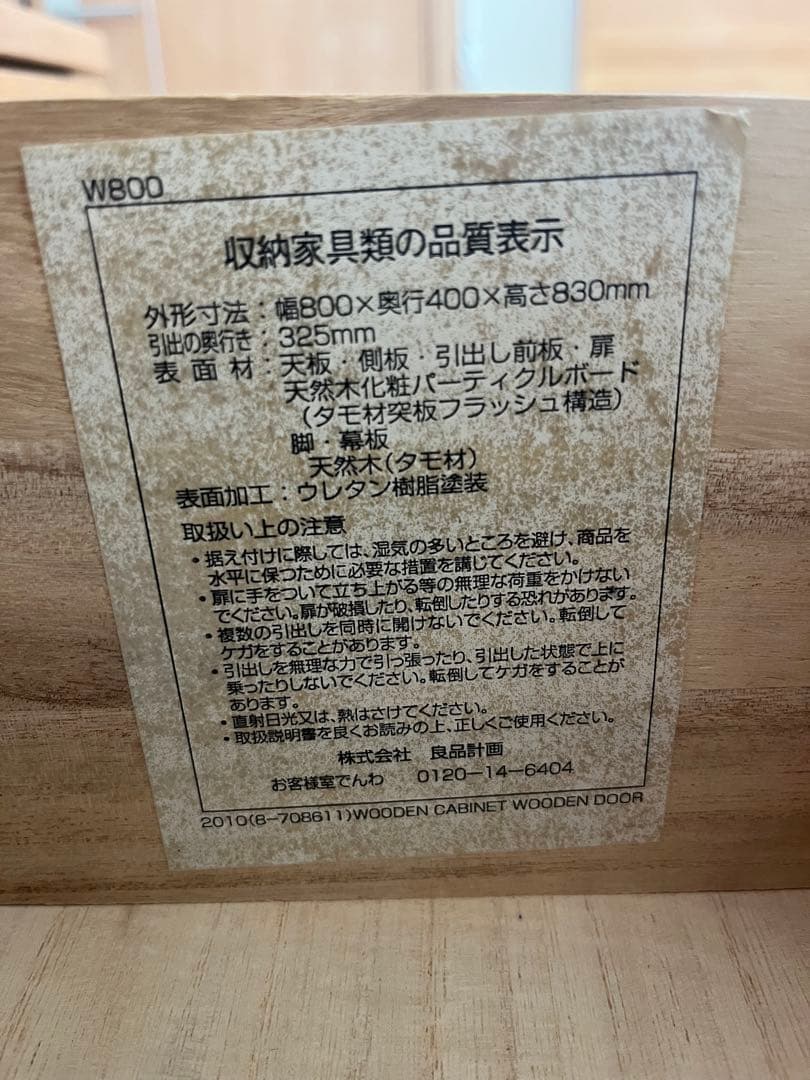 W800
収納家具類の品質表示
外形寸法：幅800×奥行400×高さ830mm
引出の奥行き：325mm
表面材：天板・側板・引出し前板・扉
天然木化粧パーティクルボード
(タモ材突板フラッシュ構造)
脚・幕板
天然木(タモ材)
表面加工：ウレタン樹脂塗装
取扱い上の注意
・据え付けに際しては、湿気の多いところを避け、商品を
水平に保つために必要な措置を講じてください。
・扉に手をついて立ち上がる等の無理な荷重をかけない
でください。扉が破損したり、転倒したりする恐れがあります。
・複数の引出しを同時に開けないでください。転倒して
ケガをすることがあります。
・引出しを無理な力で引っ張ったり、引出した状態で上に
乗ったりしないでください。転倒してケガをすることが
あります。
・直射日光又は、熱はさけてください。
・取扱説明書を良くお読みの上、正しくご使用ください。
株式会社 良品計画
お客様室でんわ 0120-14-6404
2010(8-708611)WOODEN CABINET WOODEN DOOR